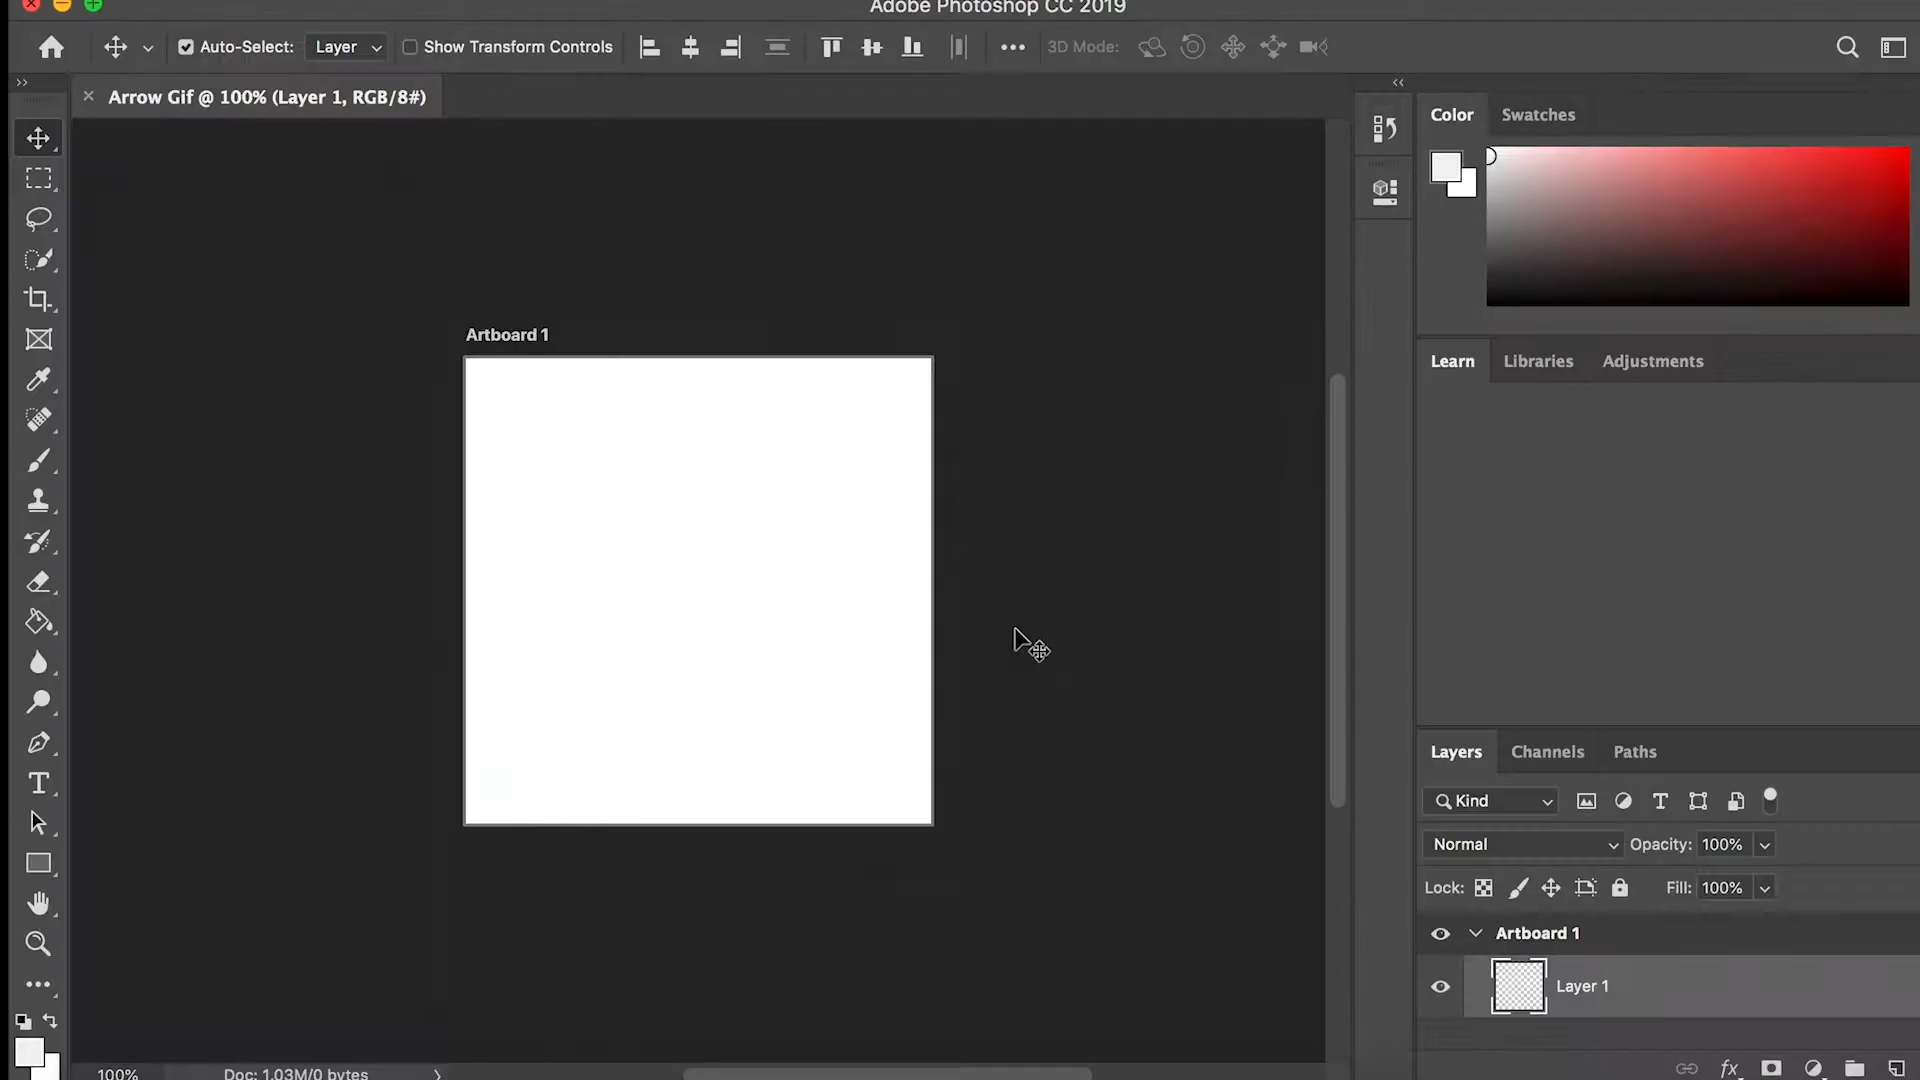 Adobe Photoshop CC 2019
Auto-Select: Layer Show Transform Controls 3D Mode:
Arrow Gif @ 100% (Layer 1, RGB/8#)
Color Swatches
Artboard 1
Learn Libraries Adjustments
Layers Channels Paths
Kind
Normal Opacity: 100%
Lock: Fill: 100%
Artboard 1
Layer 1
fx
100% Doc: 1.03M/0 bytes